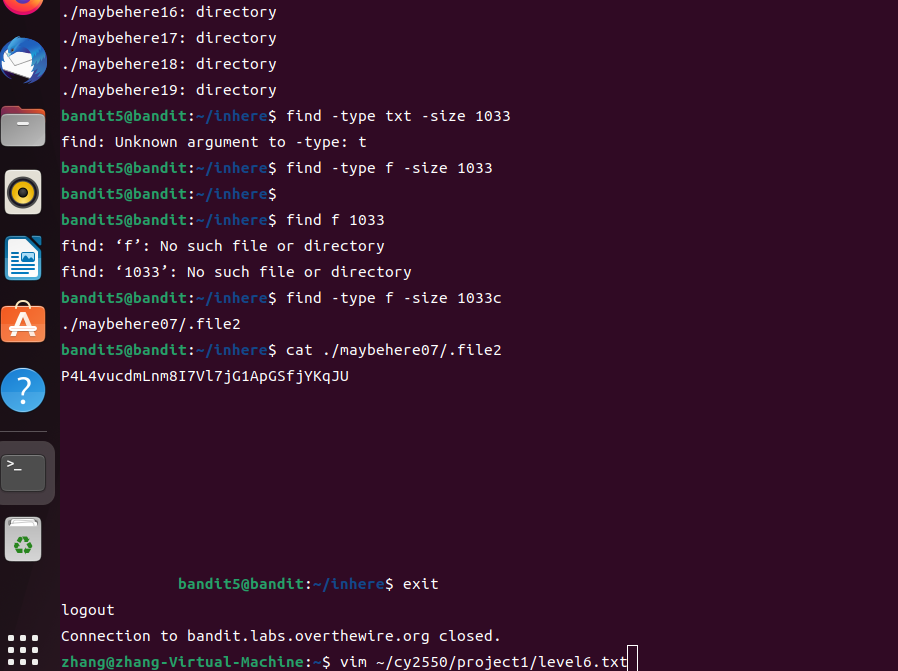 ./maybehere16: directory
./maybehere17: directory
./maybehere18: directory
./maybehere19: directory
bandit5@bandit:~/inhere$ find -type txt -size 1033
find: Unknown argument to -type: t
bandit5@bandit:~/inhere$ find -type f -size 1033
bandit5@bandit:~/inhere$
bandit5@bandit:~/inhere$ find f 1033
find: ‘f’: No such file or directory
find: ‘1033’: No such file or directory
bandit5@bandit:~/inhere$ find -type f -size 1033c
./maybehere07/.file2
bandit5@bandit:~/inhere$ cat ./maybehere07/.file2
P4L4vucdmLnm8I7Vl7jG1ApGSfjYKqJU
bandit5@bandit:~/inhere$ exit
logout
Connection to bandit.labs.overthewire.org closed.
zhang@zhang-Virtual-Machine:~$ vim ~/cy2550/project1/level6.txt